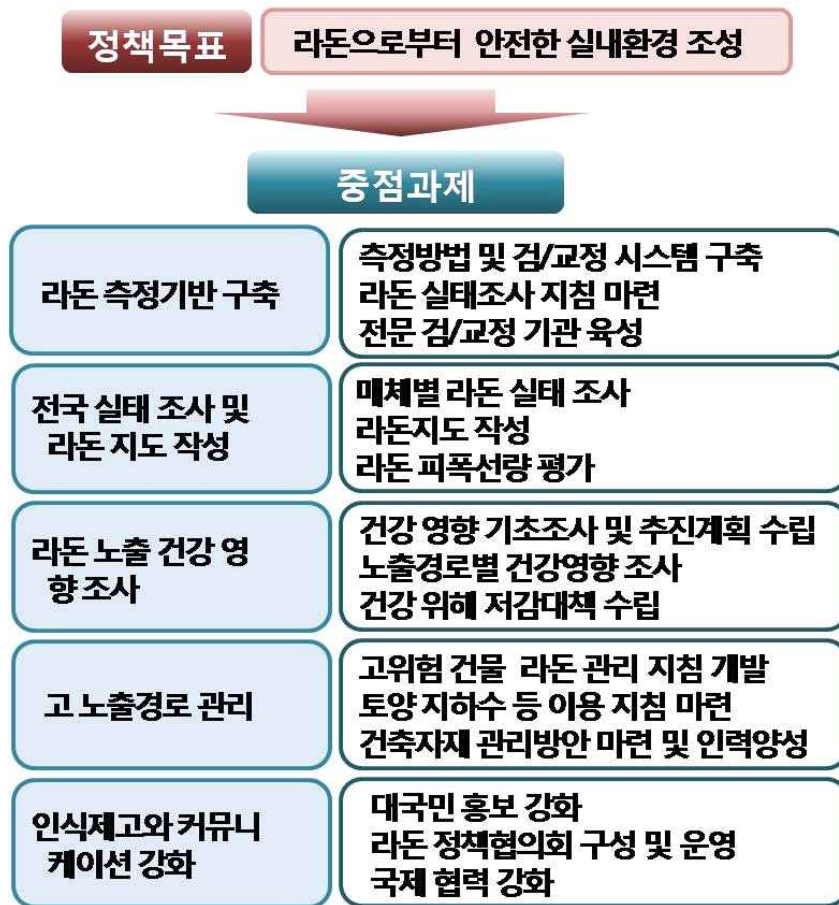 정책목표
라돈으로부터 안전한 실내환경 조성
중점과제
라돈 측정기반 구축
측정방법 및 검/교정 시스템 구축
라돈 실태조사 지침 마련
전문 검/교정 기관 육성
전국 실태 조사 및
라돈 지도 작성
매체별 라돈 실태 조사
라돈지도 작성
라돈 피폭선량 평가
라돈 노출 건강 영
향 조사
건강 영향 기초조사 및 추진계획 수립
노출경로별 건강영향 조사
건강 위해 저감대책 수립
고 노출경로 관리
고위험 건물 라돈 관리 지침 개발
토양 지하수 등 이용 지침 마련
건축자재 관리방안 마련 및 인력양성
인식제고와 커뮤니
케이션 강화
대국민 홍보 강화
라돈 정책협의회 구성 및 운영
국제 협력 강화